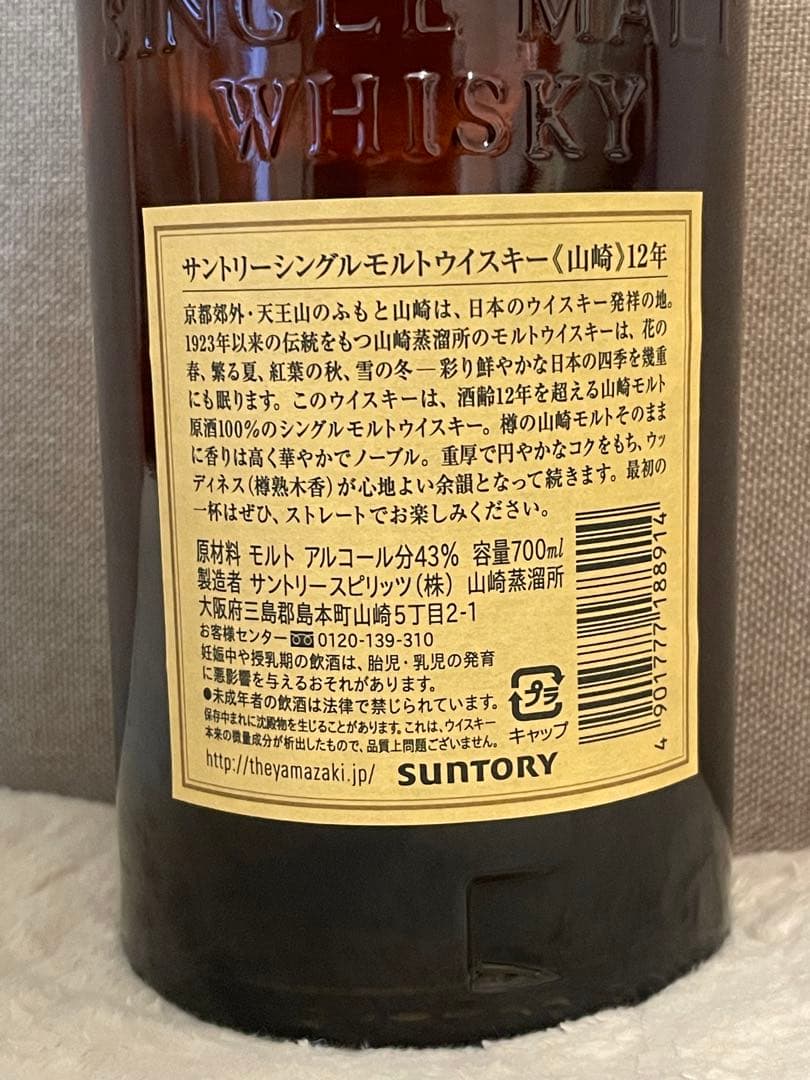 SINGLE MALT
WHISKY
サントリーシングルモルトウイスキー《山崎》12年
京都郊外・天王山のふもと山崎は、日本のウイスキー発祥の地。
1923年以来の伝統をもつ山崎蒸溜所のモルトウイスキーは、花の
春、繁る夏、紅葉の秋、雪の冬―彩り鮮やかな日本の四季を幾重
にも眠ります。このウイスキーは、酒齢12年を超える山崎モルト
原酒100%のシングルモルトウイスキー。樽の山崎モルトそのまま
に香りは高く華やかでノーブル。重厚で円やかなコクをもち、ウッ
ディネス(樽熟木香)が心地よい余韻となって続きます。最初の
一杯はぜひ、ストレートでお楽しみください。
原材料 モルト アルコール分43% 容量700ml
製造者 サントリースピリッツ(株) 山崎蒸溜所
大阪府三島郡島本町山崎5丁目2-1
お客様センター 0120-139-310
妊娠中や授乳期の飲酒は、胎児・乳児の発育
に悪影響を与えるおそれがあります。
●未成年者の飲酒は法律で禁じられています。
保存中まれに沈殿物を生じることがあります。これは、ウイスキー
本来の微量成分が析出したもので、品質上問題ございません。
プラ
キャップ
http://theyamazaki.jp/ SUNTORY
4 901777 188914